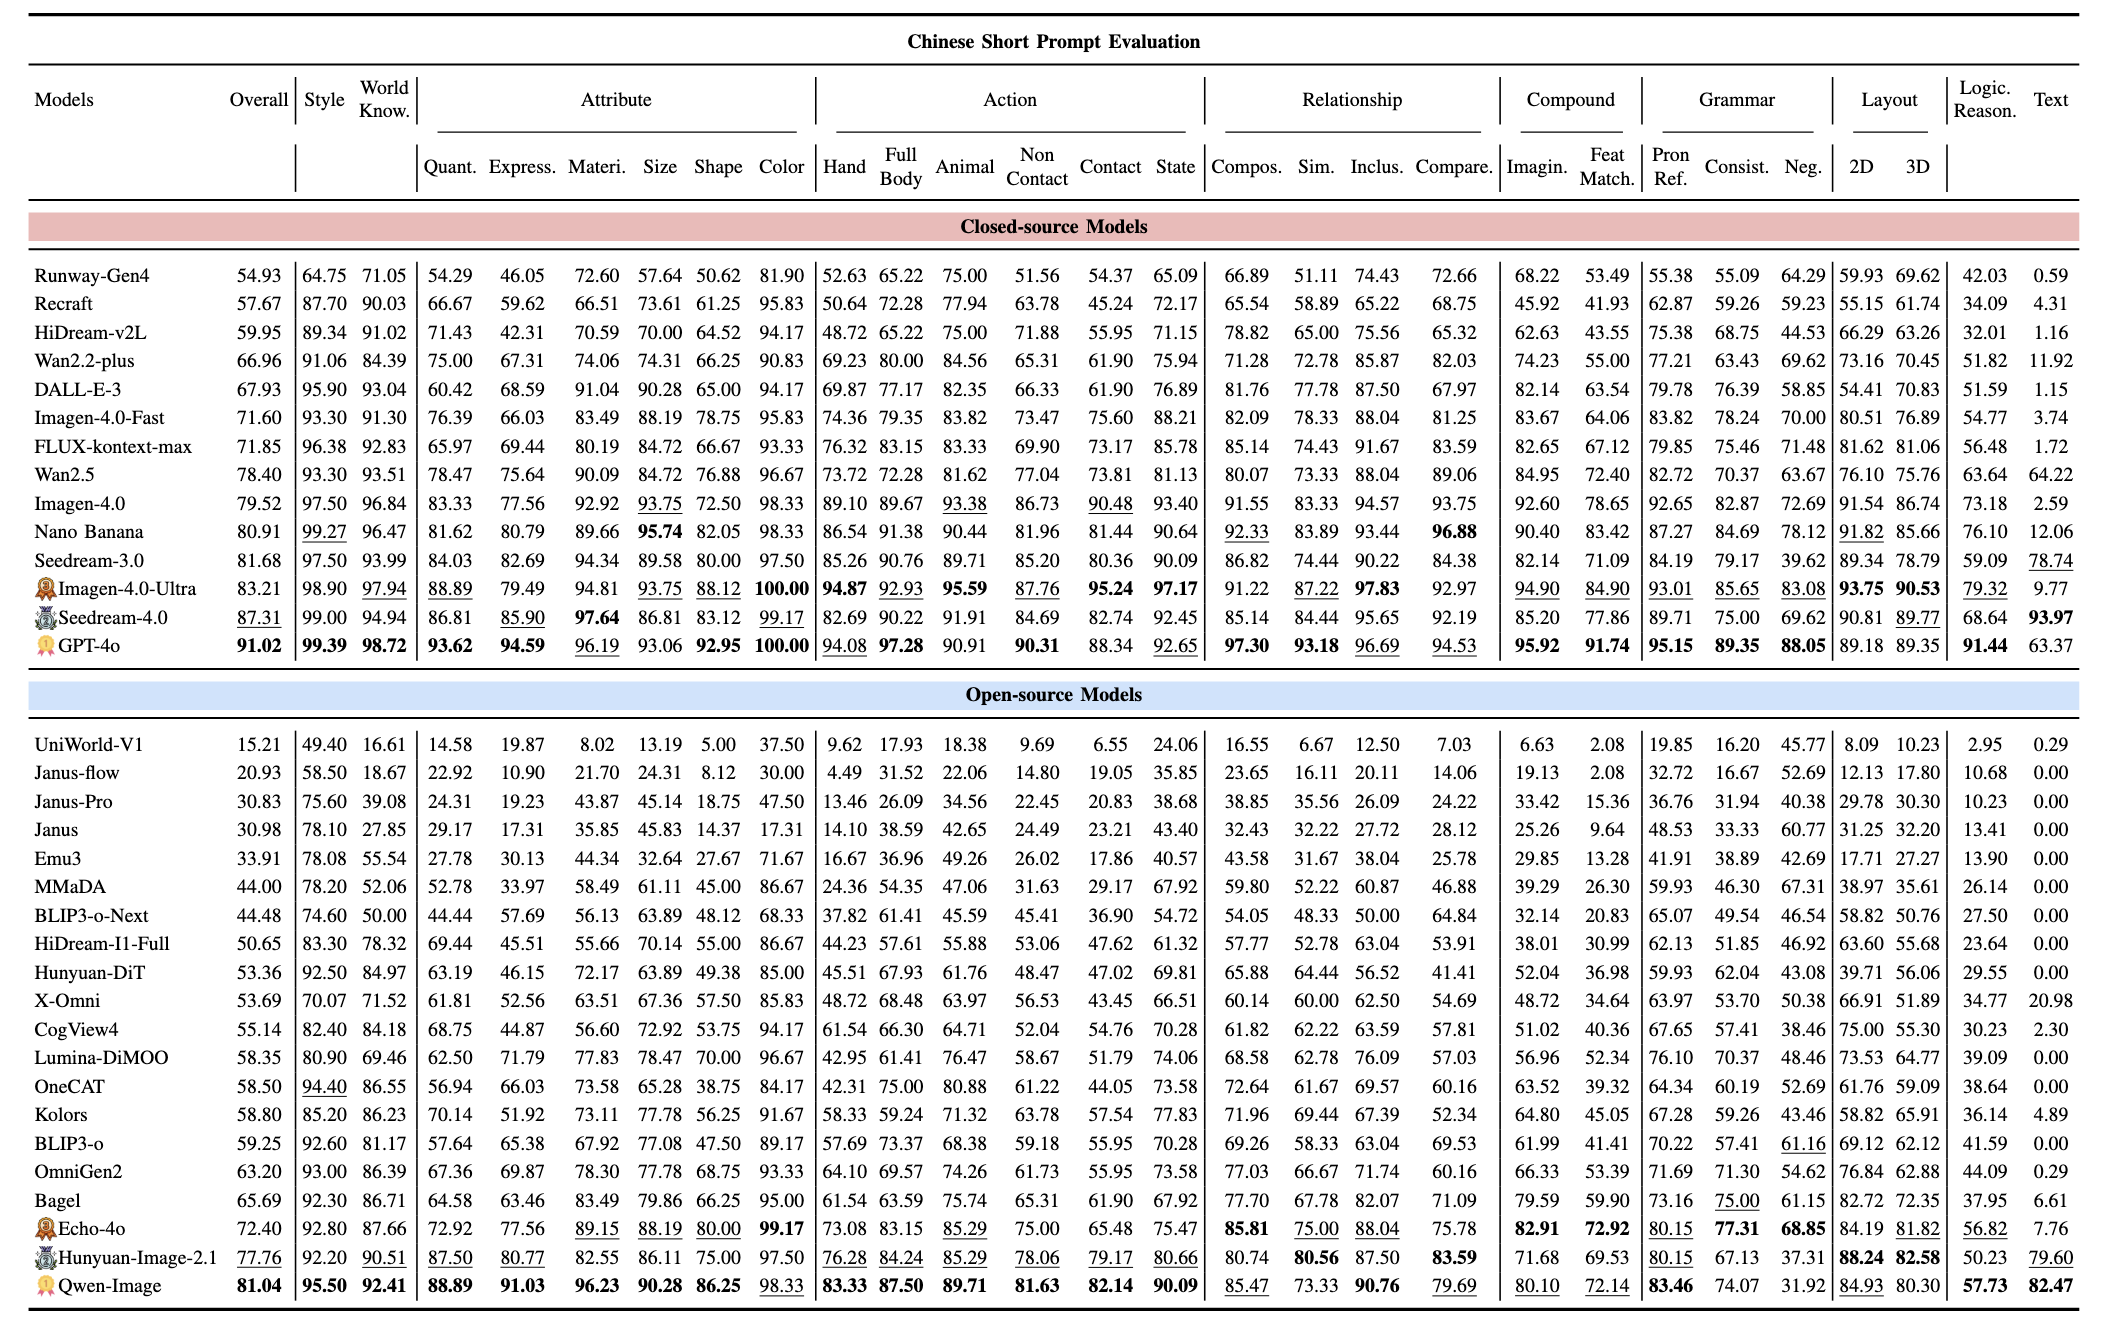 Chinese Short Prompt Evaluation
Models Overall Style World Know. Attribute Action Relationship Compound Grammar Layout Logic. Reason. Text
Quant. Express. Materi. Size Shape Color Hand Full Body Animal Non Contact Contact State Compos. Sim. Inclus. Compare. Imagin. Feat Match. Pron Ref. Consist. Neg. 2D 3D
Closed-source Models
Runway-Gen4 54.93 64.75 71.05 54.29 46.05 72.60 57.64 50.62 81.90 52.63 65.22 75.00 51.56 54.37 65.09 66.89 51.11 74.43 72.66 68.22 53.49 55.38 55.09 64.29 59.93 69.62 42.03 0.59
Recraft 57.67 87.70 90.03 66.67 59.62 66.51 73.61 61.25 95.83 50.64 72.28 77.94 63.78 45.24 72.17 65.54 58.89 65.22 68.75 45.92 41.93 62.87 59.26 59.23 55.15 61.74 34.09 4.31
HiDream-v2L 59.95 89.34 91.02 71.43 42.31 70.59 70.00 64.52 94.17 48.72 65.22 75.00 71.88 55.95 71.15 78.82 65.00 75.56 65.32 62.63 43.55 75.38 68.75 44.53 66.29 63.26 32.01 1.16
Wan2.2-plus 66.96 91.06 84.39 75.00 67.31 74.06 74.31 66.25 90.83 69.23 80.00 84.56 65.31 61.90 75.94 71.28 72.78 85.87 82.03 74.23 55.00 77.21 63.43 69.62 73.16 70.45 51.82 11.92
DALL-E-3 67.93 95.90 93.04 60.42 68.59 91.04 90.28 65.00 94.17 69.87 77.17 82.35 66.33 61.90 76.89 81.76 77.78 87.50 67.97 82.14 63.54 79.78 76.39 58.85 54.41 70.83 51.59 1.15
Imagen-4.0-Fast 71.60 93.30 91.30 76.39 66.03 83.49 88.19 78.75 95.83 74.36 79.35 83.82 73.47 75.60 88.21 82.09 78.33 88.04 81.25 83.67 64.06 83.82 78.24 70.00 80.51 76.89 54.77 3.74
FLUX-kontext-max 71.85 96.38 92.83 65.97 69.44 80.19 84.72 66.67 93.33 76.32 83.15 83.33 69.90 73.17 85.78 85.14 74.43 91.67 83.59 82.65 67.12 79.85 75.46 71.48 81.62 81.06 56.48 1.72
Wan2.5 78.40 93.30 93.51 78.47 75.64 90.09 84.72 76.88 96.67 73.72 72.28 81.62 77.04 73.81 81.13 80.07 73.33 88.04 89.06 84.95 72.40 82.72 70.37 63.67 76.10 75.76 63.64 64.22
Imagen-4.0 79.52 97.50 96.84 83.33 77.56 92.92 93.75 72.50 98.33 89.10 89.67 93.38 86.73 90.48 93.40 91.55 83.33 94.57 93.75 92.60 78.65 92.65 82.87 72.69 91.54 86.74 73.18 2.59
Nano Banana 80.91 99.27 96.47 81.62 80.79 89.66 95.74 82.05 98.33 86.54 91.38 90.44 81.96 81.44 90.64 92.33 83.89 93.44 96.88 90.40 83.42 87.27 84.69 78.12 91.82 85.66 76.10 12.06
Seedream-3.0 81.68 97.50 93.99 84.03 82.69 94.34 89.58 80.00 97.50 85.26 90.76 89.71 85.20 80.36 90.09 86.82 74.44 90.22 84.38 82.14 71.09 84.19 79.17 39.62 89.34 78.79 59.09 78.74
Imagen-4.0-Ultra 83.21 98.90 97.94 88.89 79.49 94.81 93.75 88.12 100.00 94.87 92.93 95.59 87.76 95.24 97.17 91.22 87.22 97.83 92.97 94.90 84.90 93.01 85.65 83.08 93.75 90.53 79.32 9.77
Seedream-4.0 87.31 99.00 94.94 86.81 85.90 97.64 86.81 83.12 99.17 82.69 90.22 91.91 84.69 82.74 92.45 85.14 84.44 95.65 92.19 85.20 77.86 89.71 75.00 69.62 90.81 89.77 68.64 93.97
GPT-4o 91.02 99.39 98.72 93.62 94.59 96.19 93.06 92.95 100.00 94.08 97.28 90.91 90.31 88.34 92.65 97.30 93.18 96.69 94.53 95.92 91.74 95.15 89.35 88.05 89.18 89.35 91.44 63.37
Open-source Models
UniWorld-V1 15.21 49.40 16.61 14.58 19.87 8.02 13.19 5.00 37.50 9.62 17.93 18.38 9.69 6.55 24.06 16.55 6.67 12.50 7.03 6.63 2.08 19.85 16.20 45.77 8.09 10.23 2.95 0.29
Janus-flow 20.93 58.50 18.67 22.92 10.90 21.70 24.31 8.12 30.00 4.49 31.52 22.06 14.80 19.05 35.85 23.65 16.11 20.11 14.06 19.13 2.08 32.72 16.67 52.69 12.13 17.80 10.68 0.00
Janus-Pro 30.83 75.60 39.08 24.31 19.23 43.87 45.14 18.75 47.50 13.46 26.09 34.56 22.45 20.83 38.68 38.85 35.56 26.09 24.22 33.42 15.36 36.76 31.94 40.38 29.78 30.30 10.23 0.00
Janus 30.98 78.10 27.85 29.17 17.31 35.85 45.83 14.37 17.31 14.10 38.59 42.65 24.49 23.21 43.40 32.43 32.22 27.72 28.12 25.26 9.64 48.53 33.33 60.77 31.25 32.20 13.41 0.00
Emu3 33.91 78.08 55.54 27.78 30.13 44.34 32.64 27.67 71.67 16.67 36.96 49.26 26.02 17.86 40.57 43.58 31.67 38.04 25.78 29.85 13.28 41.91 38.89 42.69 17.71 27.27 13.90 0.00
MMaDA 44.00 78.20 52.06 52.78 33.97 58.49 61.11 45.00 86.67 24.36 54.35 47.06 31.63 29.17 67.92 59.80 52.22 60.87 46.88 39.29 26.30 59.93 46.30 67.31 38.97 35.61 26.14 0.00
BLIP3-o-Next 44.48 74.60 50.00 44.44 57.69 56.13 63.89 48.12 68.33 37.82 61.41 45.59 45.41 36.90 54.72 54.05 48.33 50.00 64.84 32.14 20.83 65.07 49.54 46.54 58.82 50.76 27.50 0.00
HiDream-I1-Full 50.65 83.30 78.32 69.44 45.51 55.66 70.14 55.00 86.67 44.23 57.61 55.88 53.06 47.62 61.32 57.77 52.78 63.04 53.91 38.01 30.99 62.13 51.85 46.92 63.60 55.68 23.64 0.00
Hunyuan-DiT 53.36 92.50 84.97 63.19 46.15 72.17 63.89 49.38 85.00 45.51 67.93 61.76 48.47 47.02 69.81 65.88 64.44 56.52 41.41 52.04 36.98 59.93 62.04 43.08 39.71 56.06 29.55 0.00
X-Omni 53.69 70.07 71.52 61.81 52.56 63.51 67.36 57.50 85.83 48.72 68.48 63.97 56.53 43.45 66.51 60.14 60.00 62.50 54.69 48.72 34.64 63.97 53.70 50.38 66.91 51.89 34.77 20.98
CogView4 55.14 82.40 84.18 68.75 44.87 56.60 72.92 53.75 94.17 61.54 66.30 64.71 52.04 54.76 70.28 61.82 62.22 63.59 57.81 51.02 40.36 67.65 57.41 38.46 75.00 55.30 30.23 2.30
Lumina-DiMOO 58.35 80.90 69.46 62.50 71.79 77.83 78.47 70.00 96.67 42.95 61.41 76.47 58.67 51.79 74.06 68.58 62.78 76.09 57.03 56.96 52.34 76.10 70.37 48.46 73.53 64.77 39.09 0.00
OneCAT 58.50 94.40 86.55 56.94 66.03 73.58 65.28 38.75 84.17 42.31 75.00 80.88 61.22 44.05 73.58 72.64 61.67 69.57 60.16 63.52 39.32 64.34 60.19 52.69 61.76 59.09 38.64 0.00
Kolors 58.80 85.20 86.23 70.14 51.92 73.11 77.78 56.25 91.67 58.33 59.24 71.32 63.78 57.54 77.83 71.96 69.44 67.39 52.34 64.80 45.05 67.28 59.26 43.46 58.82 65.91 36.14 4.89
BLIP3-o 59.25 92.60 81.17 57.64 65.38 67.92 77.08 47.50 89.17 57.69 73.37 68.38 59.18 55.95 70.28 69.26 58.33 63.04 69.53 61.99 41.41 70.22 57.41 61.16 69.12 62.12 41.59 0.00
OmniGen2 63.20 93.00 86.39 67.36 69.87 78.30 77.78 68.75 93.33 64.10 69.57 74.26 61.73 55.95 73.58 77.03 66.67 71.74 60.16 66.33 53.39 71.69 71.30 54.62 76.84 62.88 44.09 0.29
Bagel 65.69 92.30 86.71 64.58 63.46 83.49 79.86 66.25 95.00 61.54 63.59 75.74 65.31 61.90 67.92 77.70 67.78 82.07 71.09 79.59 59.90 73.16 75.00 61.15 82.72 72.35 37.95 6.61
Echo-4o 72.40 92.80 87.66 72.92 77.56 89.15 88.19 80.00 99.17 73.08 83.15 85.29 75.00 65.48 75.47 85.81 75.00 88.04 75.78 82.91 72.92 80.15 77.31 68.85 84.19 81.82 56.82 7.76
Hunyuan-Image-2.1 77.76 92.20 90.51 87.50 80.77 82.55 86.11 75.00 97.50 76.28 84.24 85.29 78.06 79.17 80.66 80.74 80.56 87.50 83.59 71.68 69.53 80.15 67.13 37.31 88.24 82.58 50.23 79.60
Qwen-Image 81.04 95.50 92.41 88.89 91.03 96.23 90.28 86.25 98.33 83.33 87.50 89.71 81.63 82.14 90.09 85.47 73.33 90.76 79.69 80.10 72.14 83.46 74.07 31.92 84.93 80.30 57.73 82.47